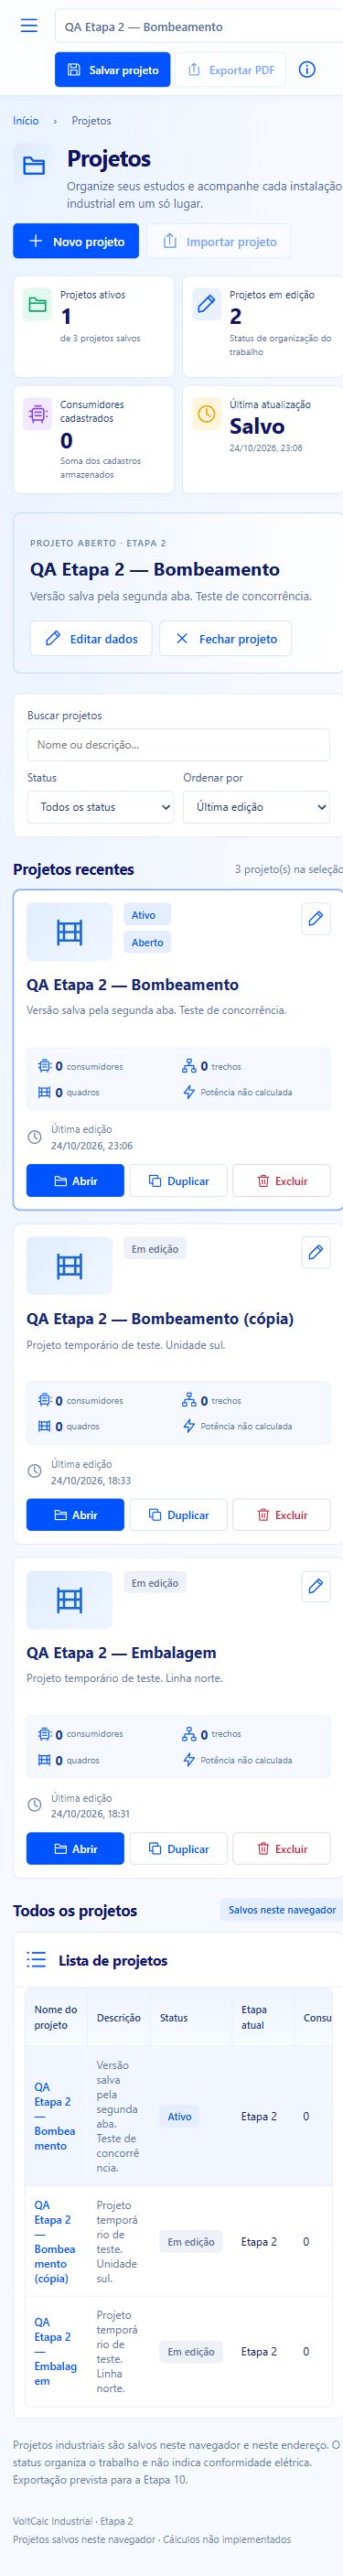 QA Etapa 2 — Bombeamento
Salvar projeto
Exportar PDF
Início › Projetos
Projetos
Organize seus estudos e acompanhe cada instalação
industrial em um só lugar.
Novo projeto
Importar projeto
Projetos ativos
1
de 3 projetos salvos
Projetos em edição
2
Status de organização do
trabalho
Consumidores
cadastrados
0
Soma dos cadastros
armazenados
Última atualização
Salvo
24/10/2026, 23:06
PROJETO ABERTO · ETAPA 2
QA Etapa 2 — Bombeamento
Versão salva pela segunda aba. Teste de concorrência.
Editar dados
Fechar projeto
Buscar projetos
Nome ou descrição...
Status
Ordenar por
Todos os status
Última edição
Projetos recentes
3 projeto(s) na seleção
Ativo
Aberto
QA Etapa 2 — Bombeamento
Versão salva pela segunda aba. Teste de concorrência.
0 consumidores
0 trechos
0 quadros
Potência não calculada
Última edição
24/10/2026, 23:06
Abrir
Duplicar
Excluir
Em edição
QA Etapa 2 — Bombeamento (cópia)
Projeto temporário de teste. Unidade sul.
0 consumidores
0 trechos
0 quadros
Potência não calculada
Última edição
24/10/2026, 18:33
Abrir
Duplicar
Excluir
Em edição
QA Etapa 2 — Embalagem
Projeto temporário de teste. Linha norte.
0 consumidores
0 trechos
0 quadros
Potência não calculada
Última edição
24/10/2026, 18:31
Abrir
Duplicar
Excluir
Todos os projetos
Salvos neste navegador
Lista de projetos
Nome do
projeto
Descrição
Status
Etapa
atual
Consu
QA
Etapa 2
—
Bombea
mento
Versão
salva
pela
segunda
aba.
Teste de
concorrê
ncia.
Ativo
Etapa 2
0
QA
Etapa 2
—
Bombea
mento
(cópia)
Projeto
temporá
rio de
teste.
Unidade
sul.
Em edição
Etapa 2
0
QA
Etapa 2
—
Embalag
em
Projeto
temporá
rio de
teste.
Linha
norte.
Em edição
Etapa 2
0
Projetos industriais são salvos neste navegador e neste endereço. O
status organiza o trabalho e não indica conformidade elétrica.
Exportação prevista para a Etapa 10.
VoltCalc Industrial · Etapa 2
Projetos salvos neste navegador · Cálculos não implementados